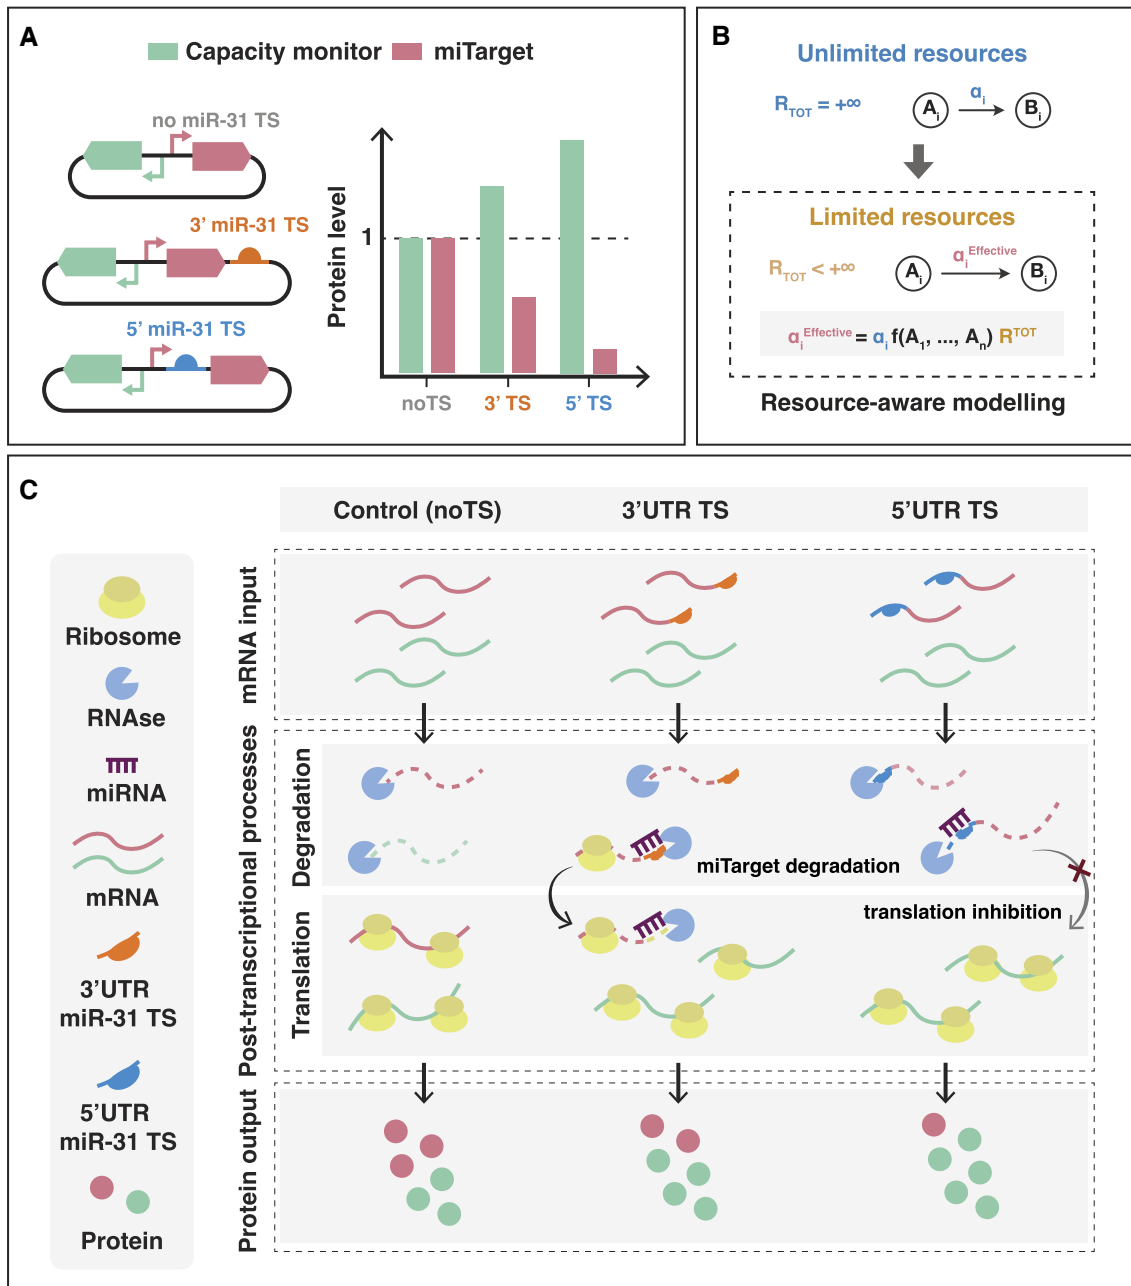 A
Capacity monitor
miTarget
no miR-31 TS
3’ miR-31 TS
5’ miR-31 TS
Protein level
1
noTS
3’ TS
5’ TS
B
Unlimited resources
R_TOT = +∞
A_i
α_i
B_i
Limited resources
R_TOT < +∞
A_i
α_i^Effective
B_i
α_i^Effective = α_i f(A_1, ..., A_n) R^TOT
Resource-aware modelling
C
Control (noTS)
3’UTR TS
5’UTR TS
Ribosome
RNAse
miRNA
mRNA
3’UTR
miR-31 TS
5’UTR
miR-31 TS
Protein
mRNA input
Post-transcriptional processes
Degradation
miTarget degradation
translation inhibition
Translation
Protein output